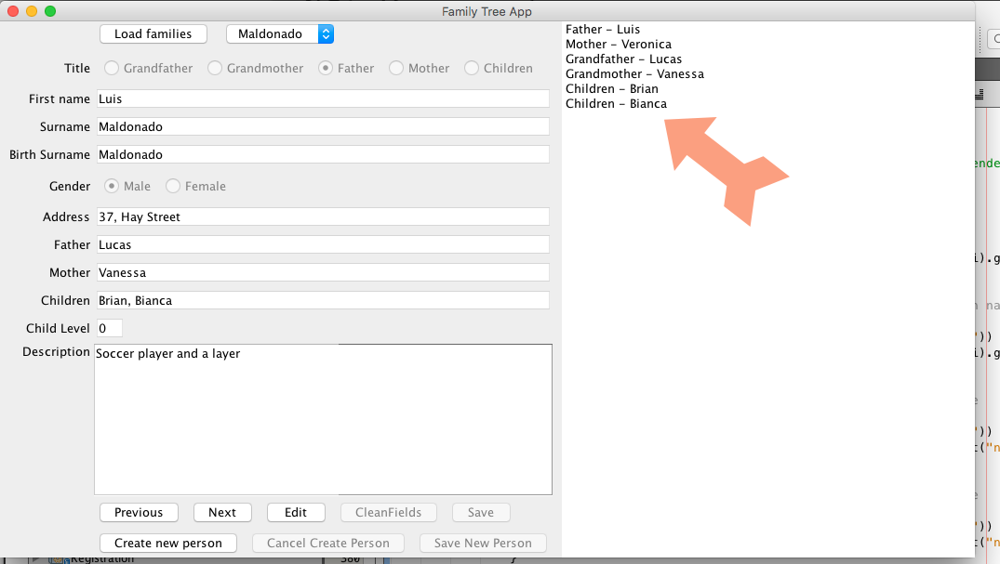 Family Tree App
Load families Maldonado
Title Grandfather Grandmother Father Mother Children
First name Luis
Surname Maldonado
Birth Surname Maldonado
Gender Male Female
Address 37, Hay Street
Father Lucas
Mother Vanessa
Children Brian, Bianca
Child Level 0
Description Soccer player and a layer
Previous Next Edit CleanFields Save
Create new person Cancel Create Person Save New Person
Father – Luis
Mother – Veronica
Grandfather – Lucas
Grandmother – Vanessa
Children – Brian
Children – Bianca
ende
i).g
n na
"))
i).g
e
"))
t("n
e
"))
t("n
Registration 380 }